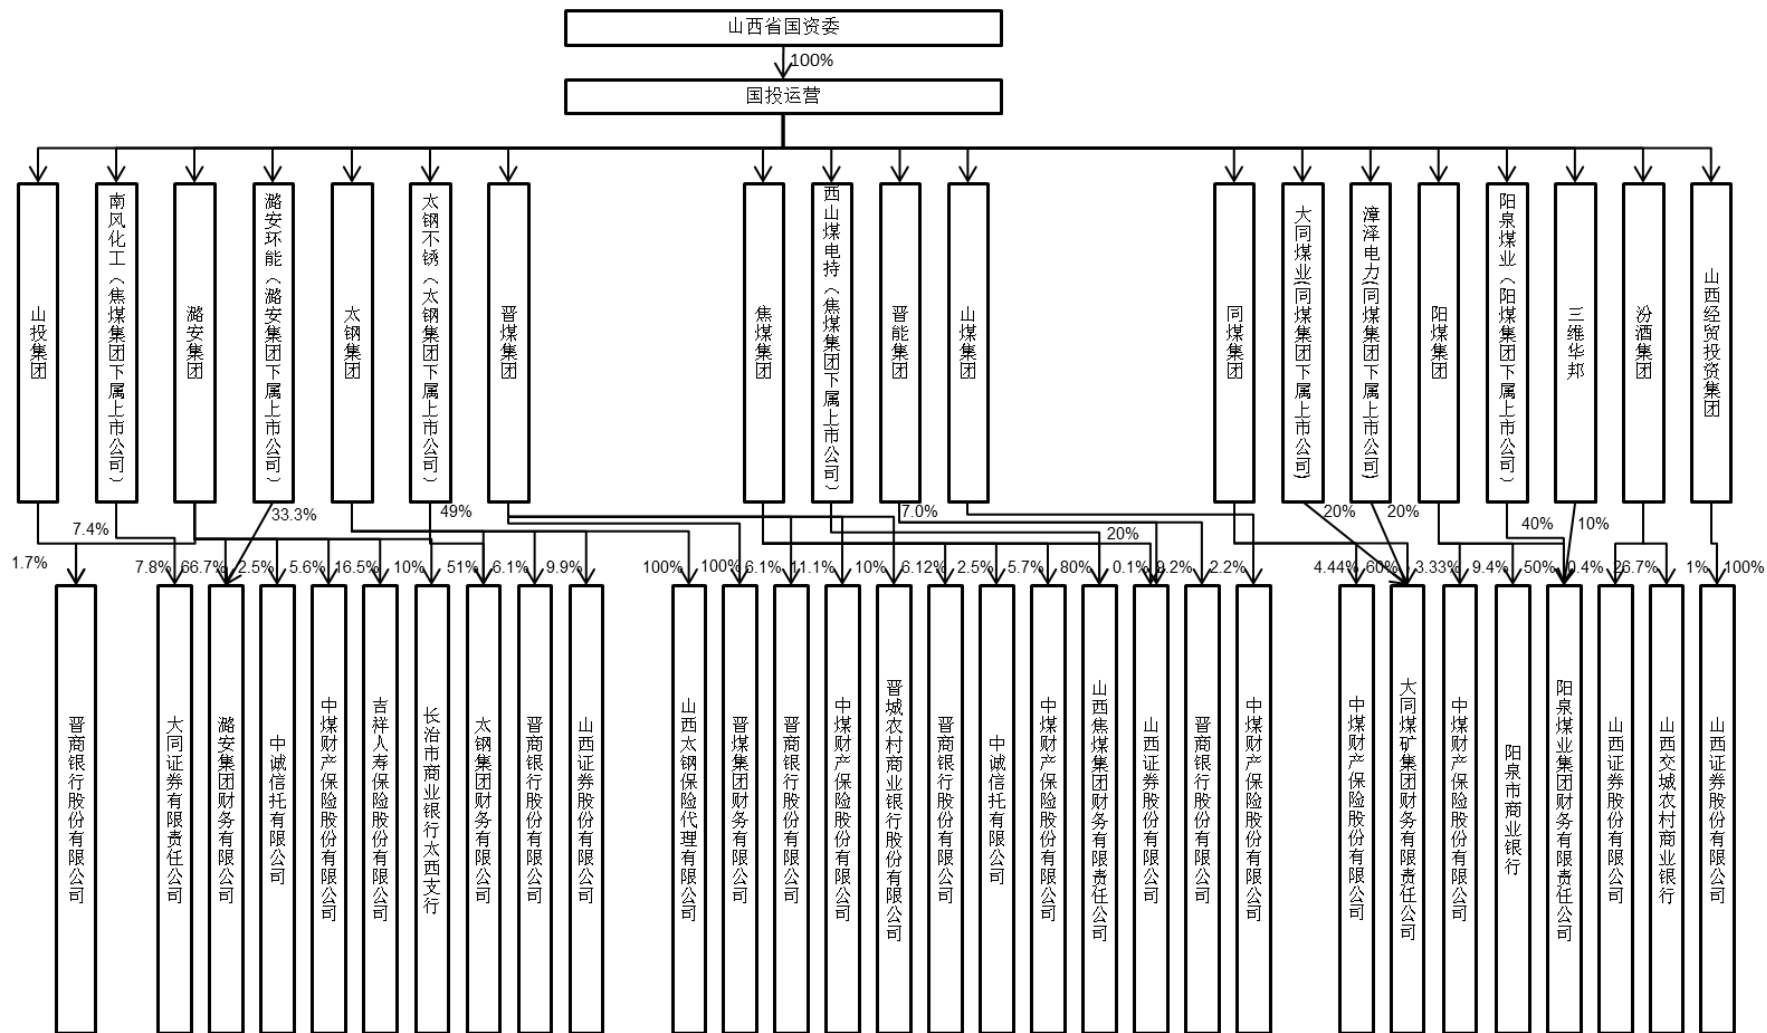 山西省国资委
100%
国投运营
山投集团
南风化工（焦煤集团下属上市公司）
潞安集团
潞安环能（潞安集团下属上市公司）
太钢集团
太钢不锈（太钢集团下属上市公司）
晋煤集团
焦煤集团
西山煤电持（焦煤集团下属上市公司）
晋能集团
山煤集团
同煤集团
大同煤业(同煤集团下属上市公司)
漳泽电力(同煤集团下属上市公司)
阳煤集团
阳泉煤业（阳煤集团下属上市公司）
三维华邦
汾酒集团
山西经贸投资集团
7.4%
33.3%
49%
20%
7.0%
20%
20%
40%
10%
1.7%
7.8%
66.7%
2.5%
5.6%
16.5%
10%
51%
6.1%
9.9%
100%
100%
6.1%
11.1%
10%
6.12%
2.5%
5.7%
80%
0.1%
9.2%
2.2%
4.44%
60%
3.33%
9.4%
50%
0.4%
26.7%
1%
100%
晋商银行股份有限公司
大同证券有限责任公司
潞安集团财务有限公司
中诚信托有限公司
中煤财产保险股份有限公司
吉祥人寿保险股份有限公司
长治市商业银行太西支行
太钢集团财务有限公司
晋商银行股份有限公司
山西证券股份有限公司
山西太钢保险代理有限公司
晋煤集团财务有限公司
晋商银行股份有限公司
中煤财产保险股份有限公司
晋城农村商业银行股份有限公司
晋商银行股份有限公司
中诚信托有限公司
中煤财产保险股份有限公司
山西焦煤集团财务有限责任公司
山西证券股份有限公司
晋商银行股份有限公司
中煤财产保险股份有限公司
中煤财产保险股份有限公司
大同煤矿集团财务有限责任公司
中煤财产保险股份有限公司
阳泉市商业银行
阳泉煤业集团财务有限责任公司
山西证券股份有限公司
山西交城农村商业银行
山西证券股份有限公司